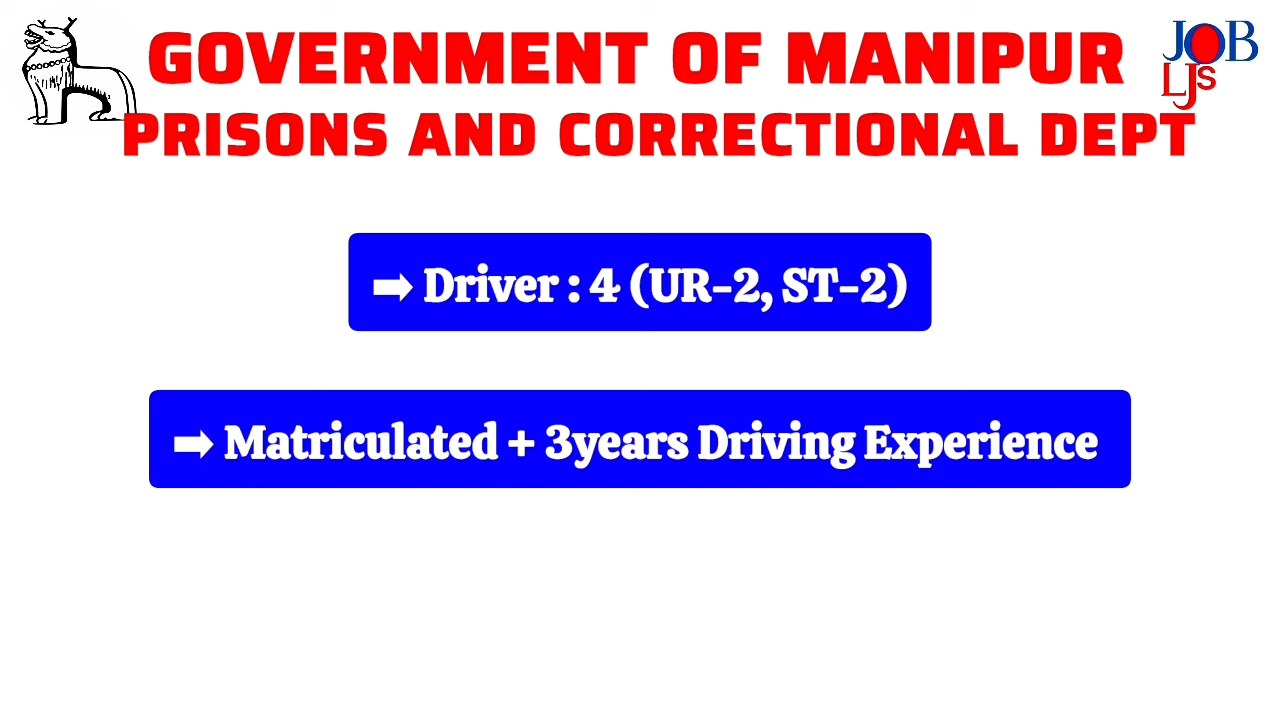 GOVERNMENT OF MANIPUR
JOB
LJS
PRISONS AND CORRECTIONAL DEPT
➡ Driver : 4 (UR-2, ST-2)
➡ Matriculated + 3years Driving Experience